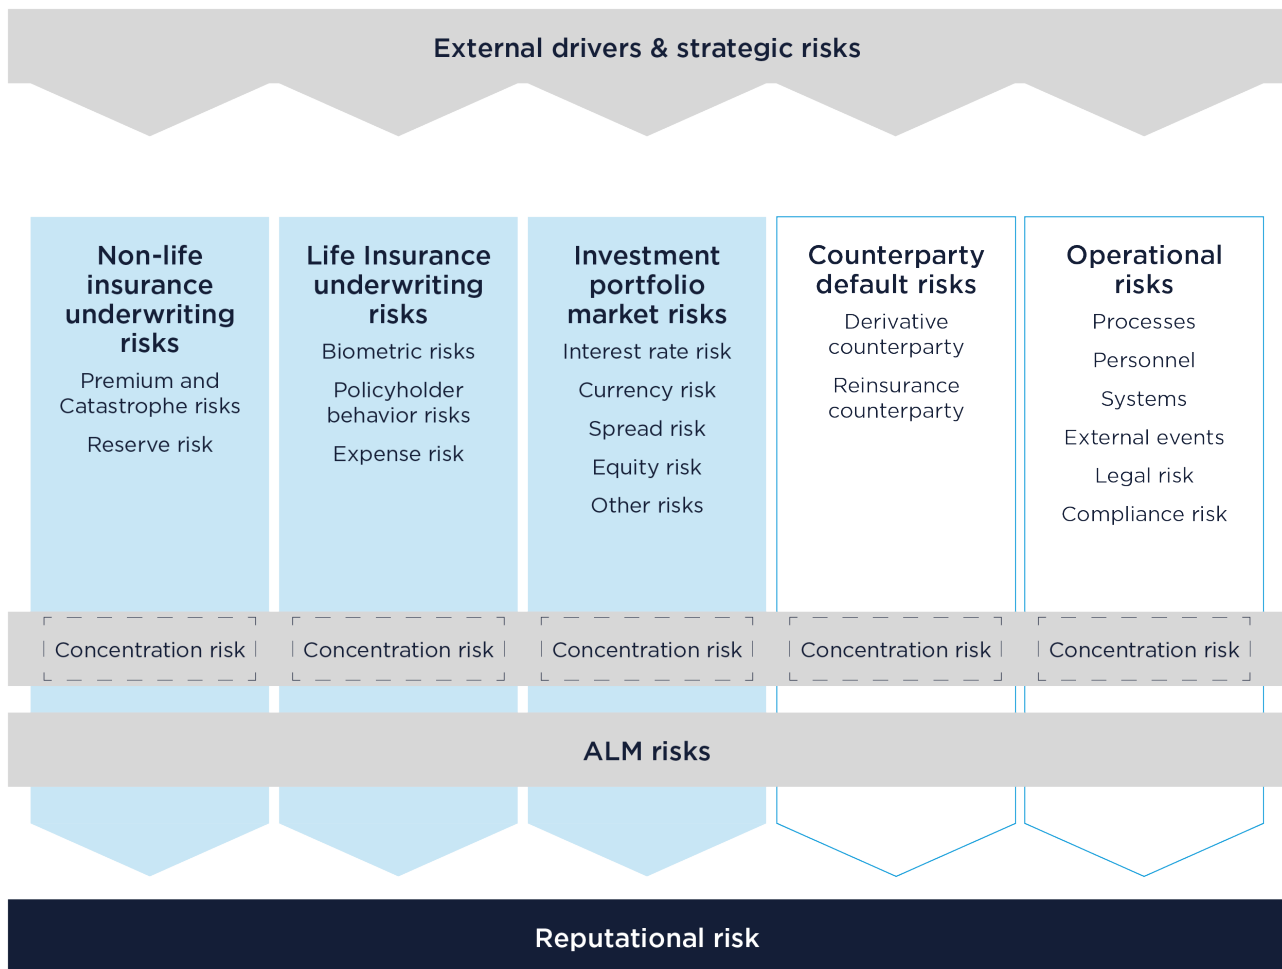 External drivers & strategic risks
Non-life
insurance
underwriting
risks
Premium and
Catastrophe risks
Reserve risk
Life Insurance
underwriting
risks
Biometric risks
Policyholder
behavior risks
Expense risk
Investment
portfolio
market risks
Interest rate risk
Currency risk
Spread risk
Equity risk
Other risks
Counterparty
default risks
Derivative
counterparty
Reinsurance
counterparty
Operational
risks
Processes
Personnel
Systems
External events
Legal risk
Compliance risk
Concentration risk
Concentration risk
Concentration risk
Concentration risk
Concentration risk
ALM risks
Reputational risk